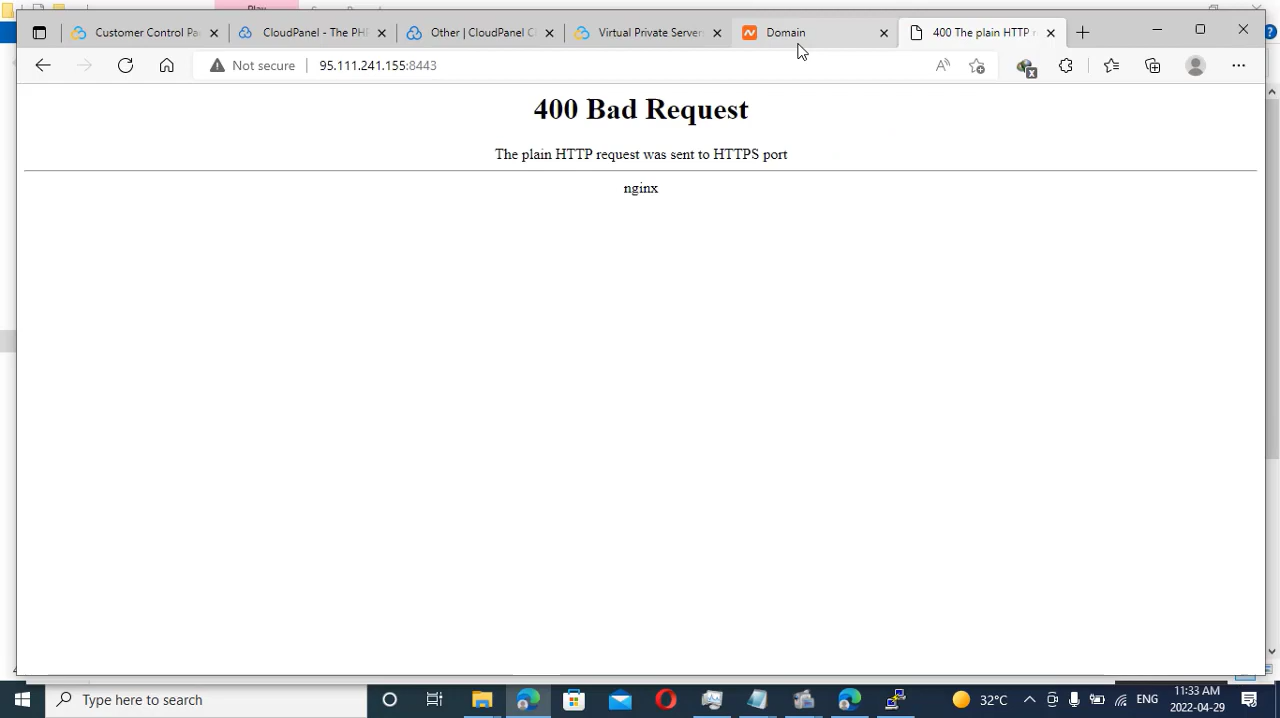 Customer Control Pa
CloudPanel - The PHP
Other | CloudPanel C
Virtual Private Server
Domain
400 The plain HTTP r
Not secure
95.111.241.155:8443
400 Bad Request
The plain HTTP request was sent to HTTPS port
nginx
Type here to search
32°C
ENG
11:33 AM
2022-04-29